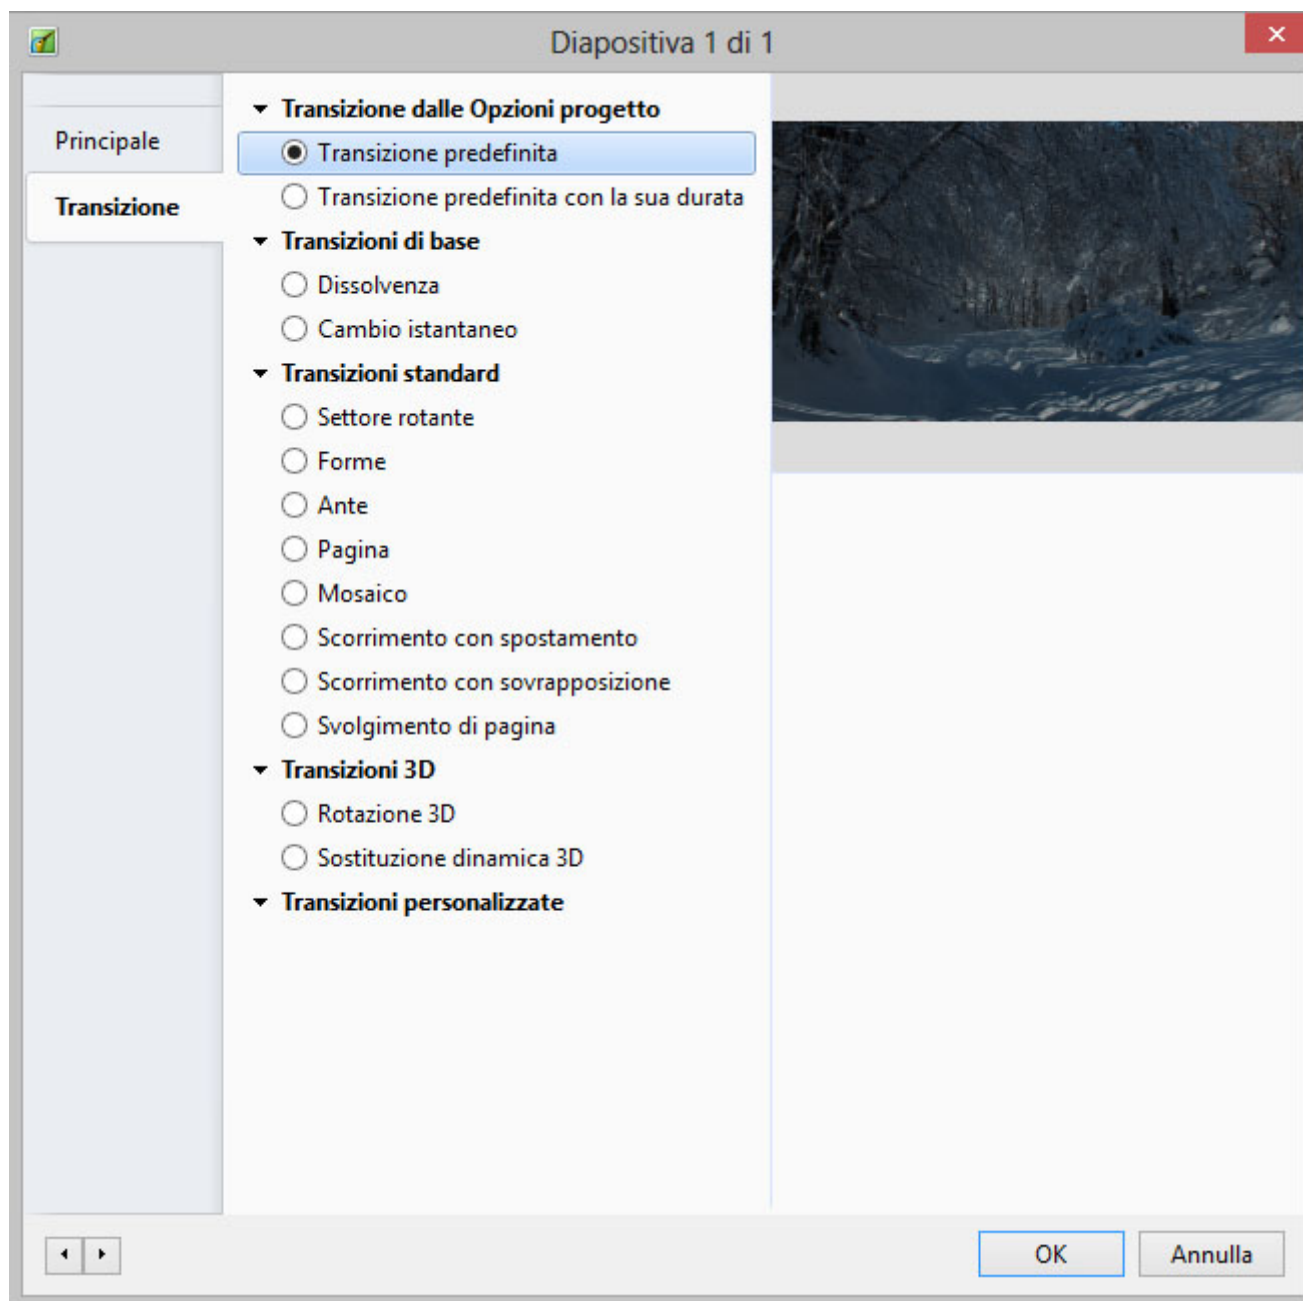 Diapositiva 1 di 1
Principale
Transizione
Transizione dalle Opzioni progetto
Transizione predefinita
Transizione predefinita con la sua durata
Transizioni di base
Dissolvenza
Cambio istantaneo
Transizioni standard
Settore rotante
Forme
Ante
Pagina
Mosaico
Scorrimento con spostamento
Scorrimento con sovrapposizione
Svolgimento di pagina
Transizioni 3D
Rotazione 3D
Sostituzione dinamica 3D
Transizioni personalizzate
OK
Annulla